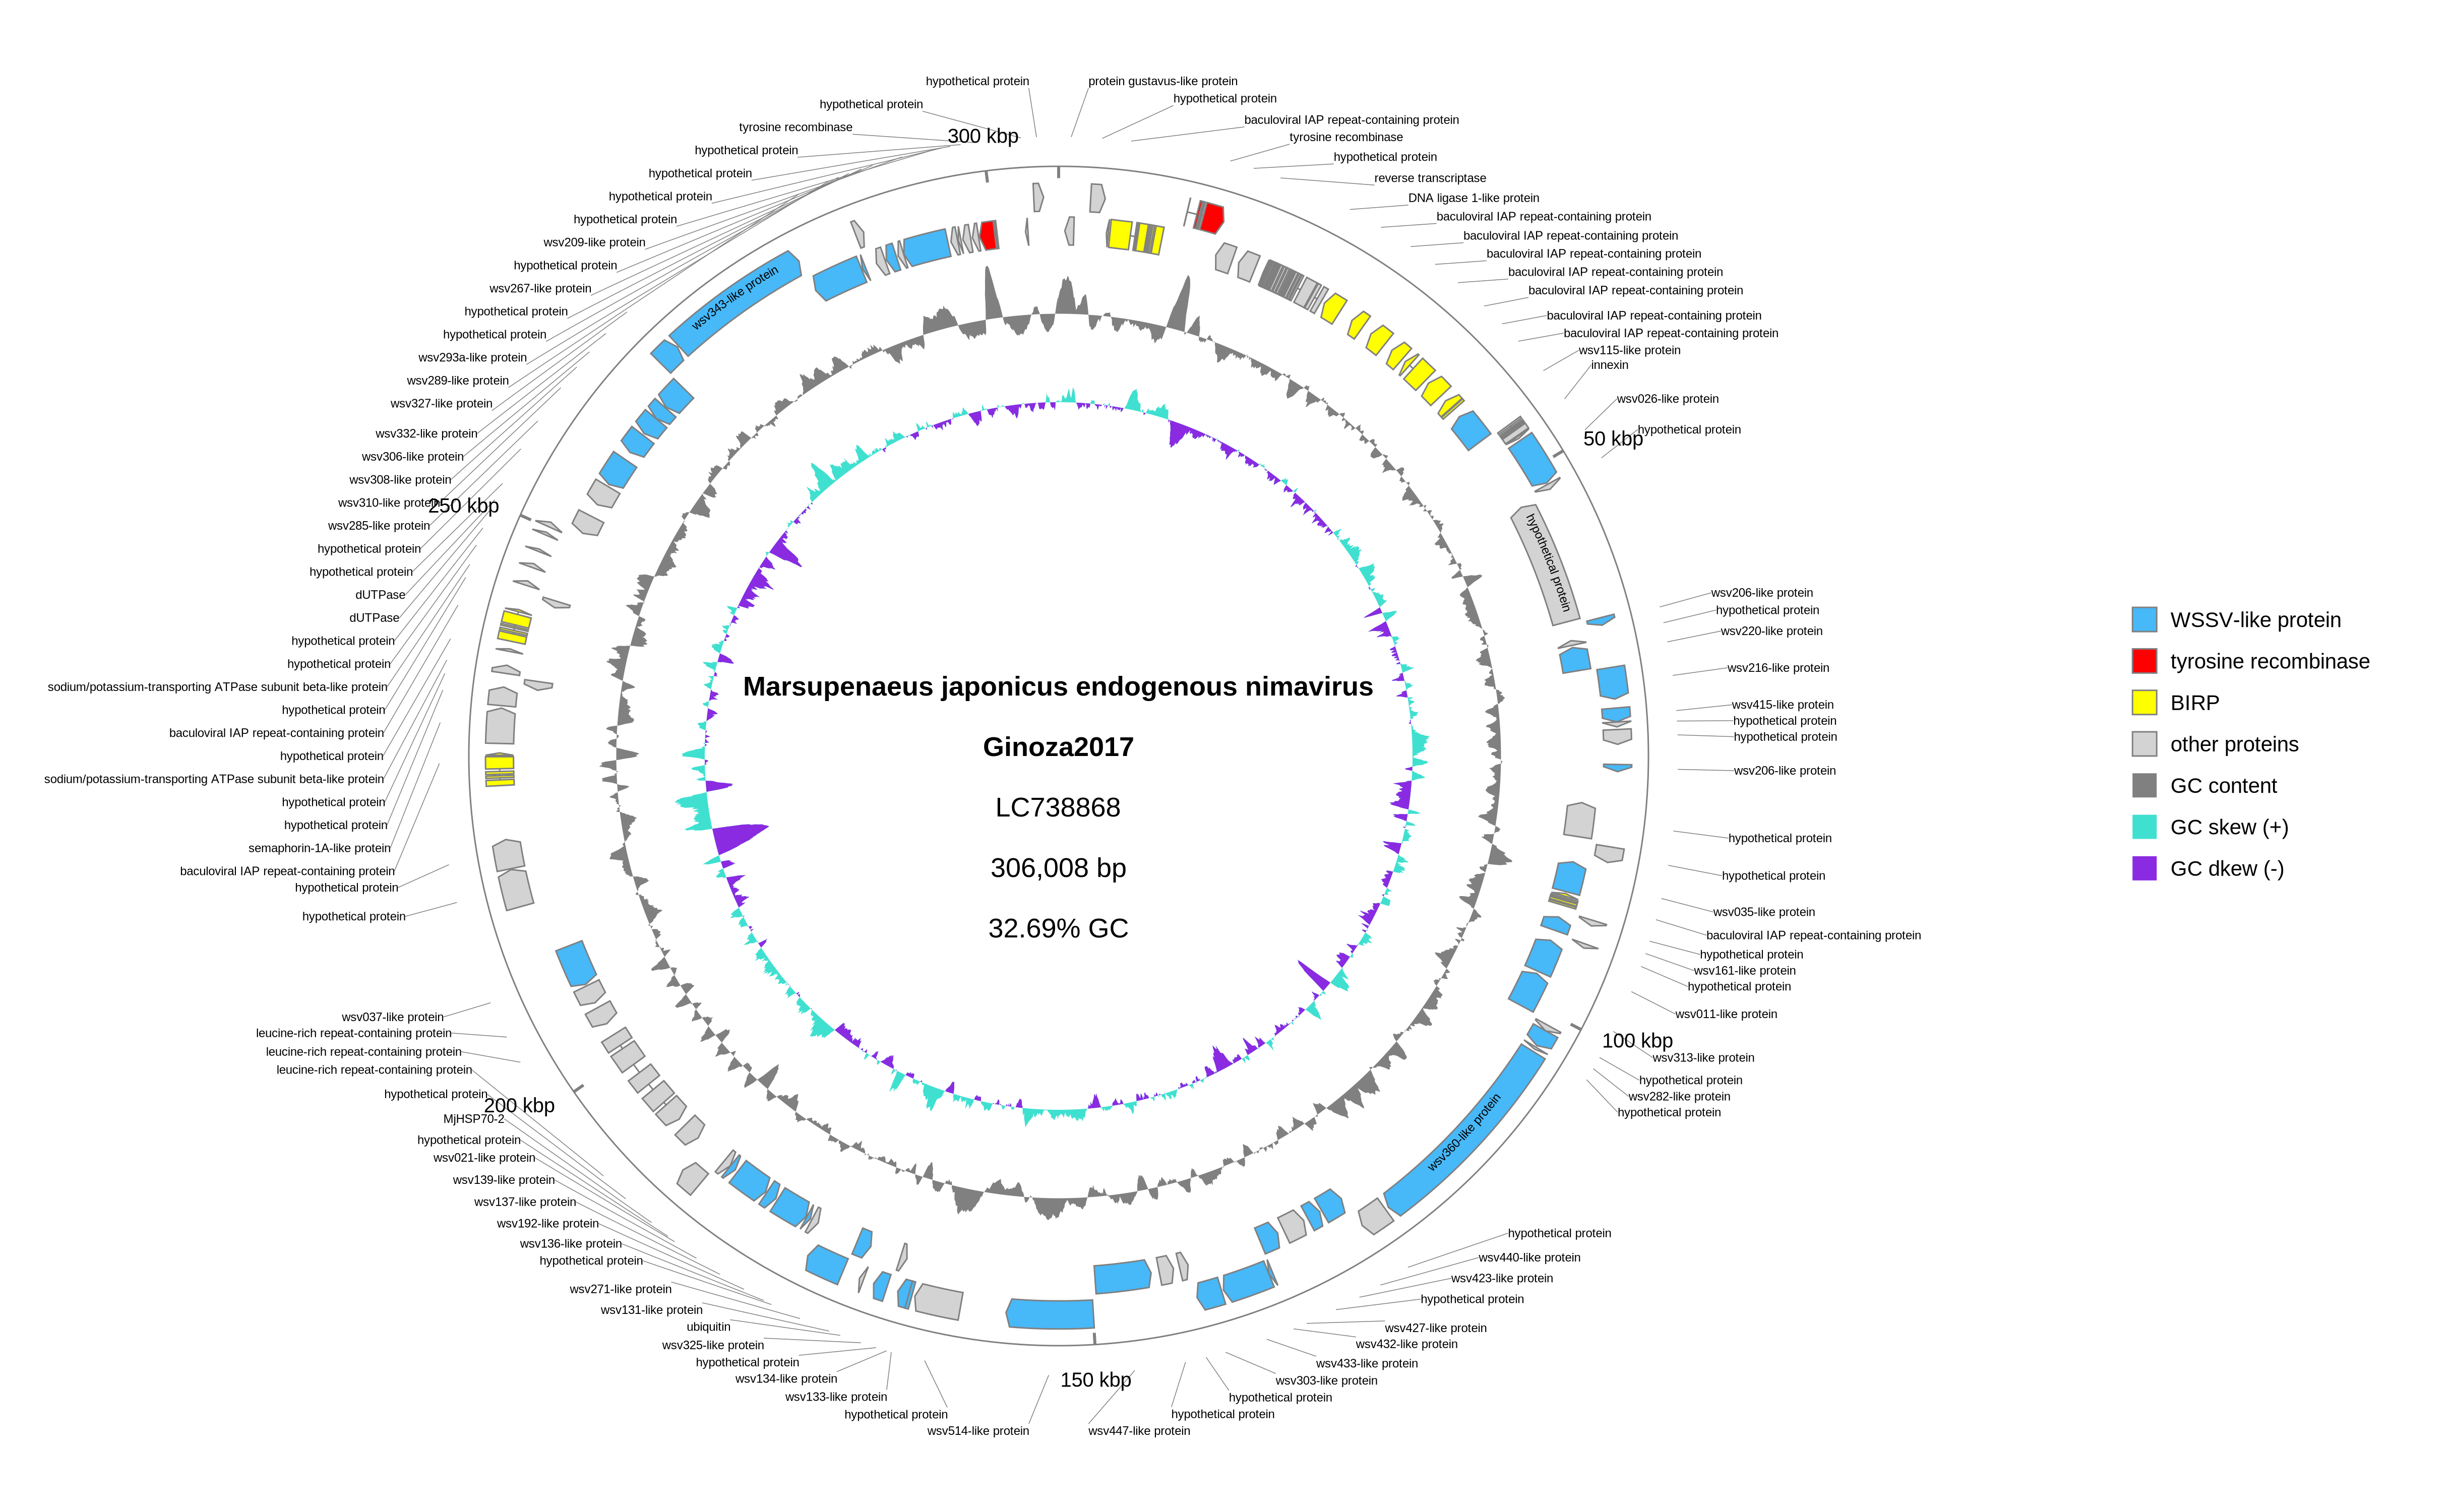 hypothetical protein
protein gustavus-like protein
hypothetical protein
baculoviral IAP repeat-containing protein
tyrosine recombinase
hypothetical protein
reverse transcriptase
DNA ligase 1-like protein
baculoviral IAP repeat-containing protein
baculoviral IAP repeat-containing protein
baculoviral IAP repeat-containing protein
baculoviral IAP repeat-containing protein
baculoviral IAP repeat-containing protein
baculoviral IAP repeat-containing protein
baculoviral IAP repeat-containing protein
wsv115-like protein
innexin
wsv026-like protein
50 kbp
hypothetical protein
hypothetical protein
wsv206-like protein
hypothetical protein
wsv220-like protein
wsv216-like protein
wsv415-like protein
hypothetical protein
hypothetical protein
wsv206-like protein
hypothetical protein
hypothetical protein
wsv035-like protein
baculoviral IAP repeat-containing protein
hypothetical protein
wsv161-like protein
hypothetical protein
wsv011-like protein
100 kbp
wsv313-like protein
hypothetical protein
wsv282-like protein
hypothetical protein
wsv360-like protein
hypothetical protein
wsv440-like protein
wsv423-like protein
hypothetical protein
wsv427-like protein
wsv432-like protein
wsv433-like protein
wsv303-like protein
hypothetical protein
hypothetical protein
wsv447-like protein
150 kbp
wsv514-like protein
hypothetical protein
wsv133-like protein
wsv134-like protein
hypothetical protein
wsv325-like protein
ubiquitin
wsv131-like protein
wsv271-like protein
hypothetical protein
wsv136-like protein
wsv192-like protein
wsv137-like protein
wsv139-like protein
wsv021-like protein
hypothetical protein
MjHSP70-2
200 kbp
hypothetical protein
leucine-rich repeat-containing protein
leucine-rich repeat-containing protein
leucine-rich repeat-containing protein
wsv037-like protein
hypothetical protein
hypothetical protein
baculoviral IAP repeat-containing protein
semaphorin-1A-like protein
hypothetical protein
hypothetical protein
sodium/potassium-transporting ATPase subunit beta-like protein
hypothetical protein
baculoviral IAP repeat-containing protein
hypothetical protein
sodium/potassium-transporting ATPase subunit beta-like protein
hypothetical protein
hypothetical protein
dUTPase
dUTPase
hypothetical protein
hypothetical protein
wsv285-like protein
250 kbp
wsv310-like protein
wsv308-like protein
wsv306-like protein
wsv332-like protein
wsv327-like protein
wsv289-like protein
wsv293a-like protein
hypothetical protein
hypothetical protein
wsv343-like protein
wsv267-like protein
hypothetical protein
wsv209-like protein
hypothetical protein
hypothetical protein
hypothetical protein
hypothetical protein
tyrosine recombinase
hypothetical protein
300 kbp
Marsupenaeus japonicus endogenous nimavirus
Ginoza2017
LC738868
306,008 bp
32.69% GC
WSSV-like protein
tyrosine recombinase
BIRP
other proteins
GC content
GC skew (+)
GC dkew (-)